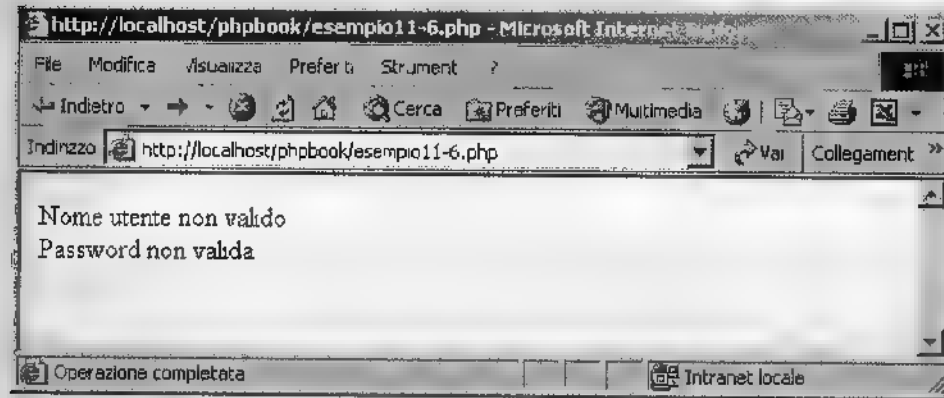 http://localhost/phpbook/esempio11-6.php - Microsoft Internet
File Modifica Visualizza Preferiti Strumenti ?
Indietro Cerca Preferiti Multimedia
Indirizzo http://localhost/phpbook/esempio11-6.php Vai Collegament »
Nome utente non valido
Password non valida
Operazione completata Intranet locale